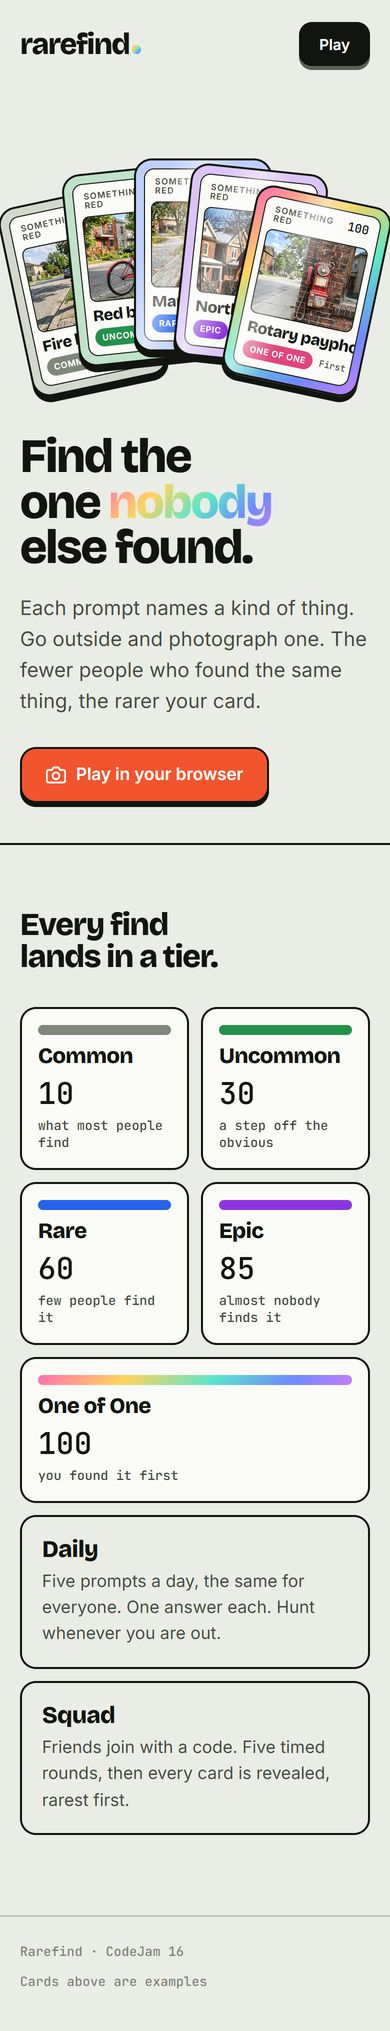 rarefind
Play
SOMETHING
RED
Fire
SOMETHING
RED
Red b
UNCOM
SOMETHING
RED
SOMETHING
RED
North
EPIC
SOMETHING
RED
100
Rotary paypho
ONE OF ONE
First
Find the
one nobody
else found.
Each prompt names a kind of thing.
Go outside and photograph one. The
fewer people who found the same
thing, the rarer your card.
Play in your browser
Every find
lands in a tier.
Common
10
what most people
find
Uncommon
30
a step off the
obvious
Rare
60
few people find
it
Epic
85
almost nobody
finds it
One of One
100
you found it first
Daily
Five prompts a day, the same for
everyone. One answer each. Hunt
whenever you are out.
Squad
Friends join with a code. Five timed
rounds, then every card is revealed,
rarest first.
Rarefind · CodeJam 16
Cards above are examples